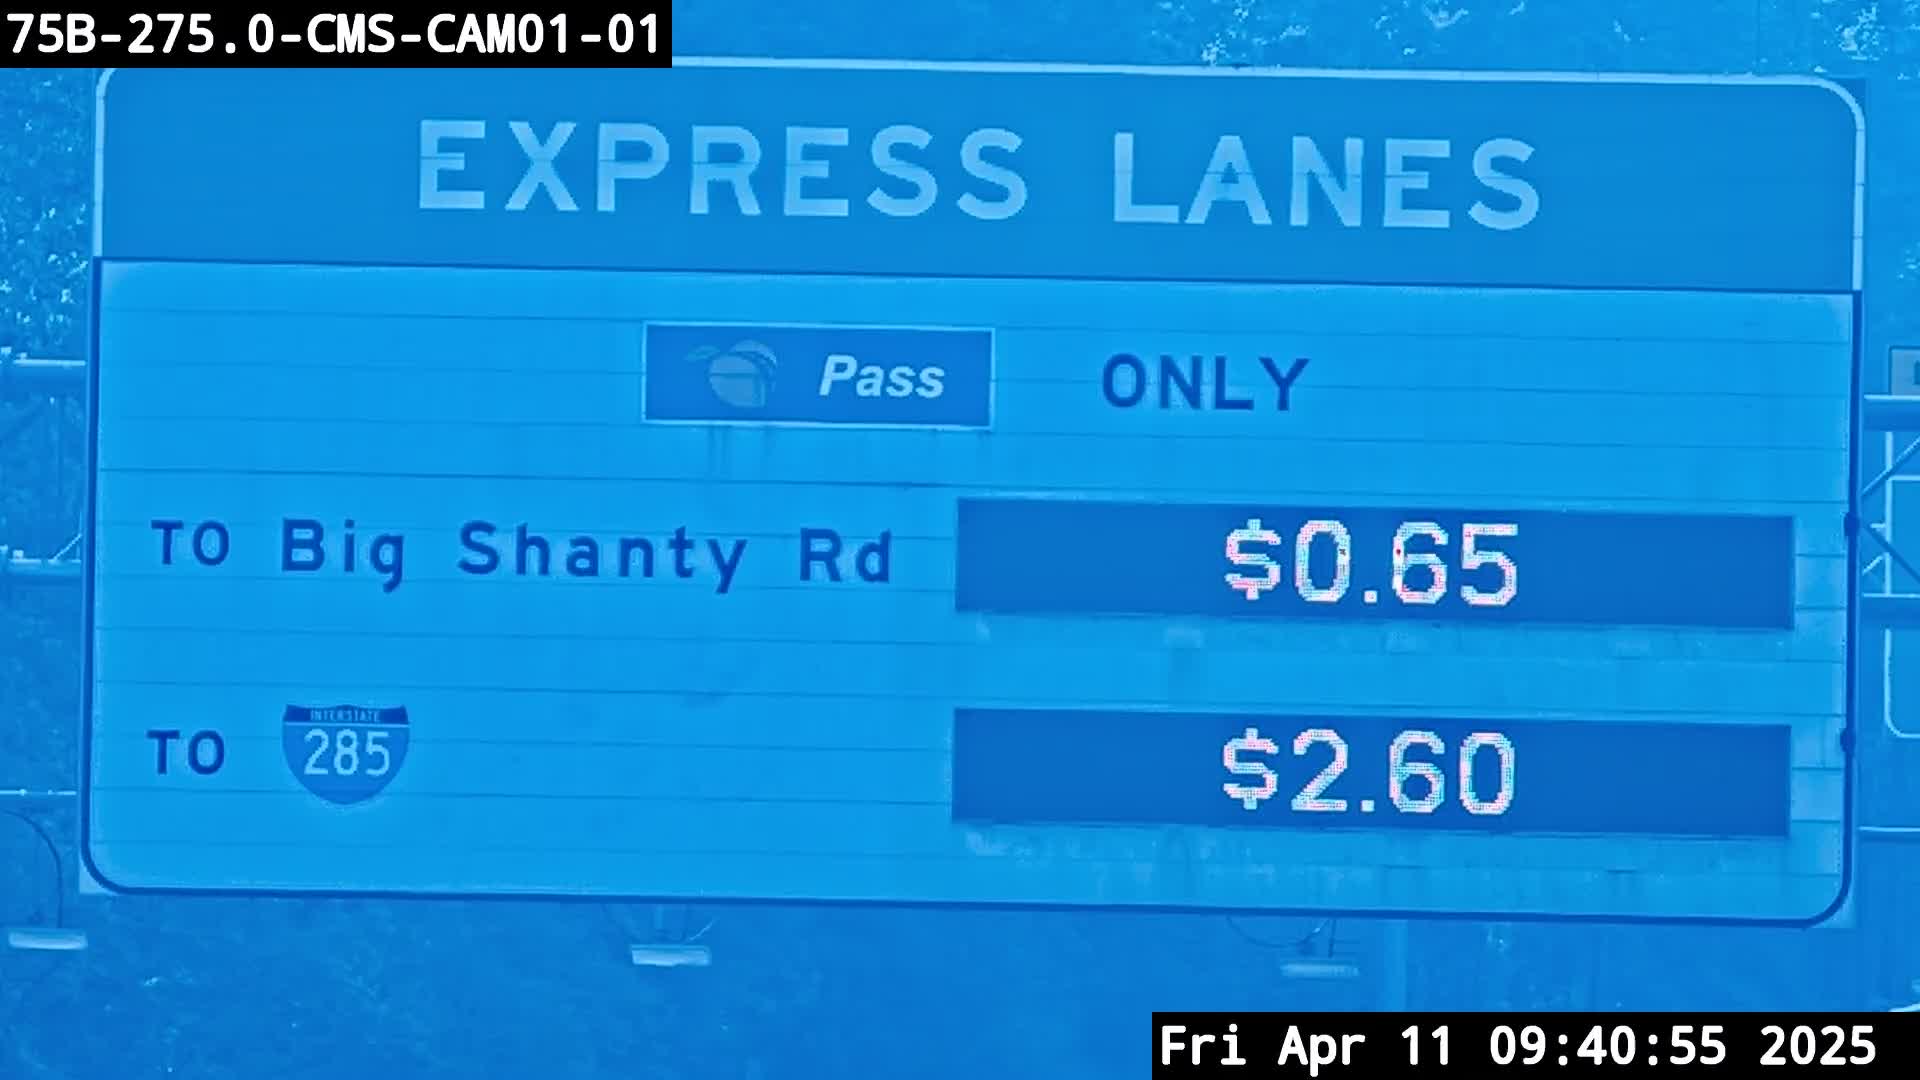 75B-275.0-CMS-CAM01-01
EXPRESS LANES
Pass ONLY
TO Big Shanty Rd $0.65
TO INTERSTATE 285 $2.60
Fri Apr 11 09:40:55 2025